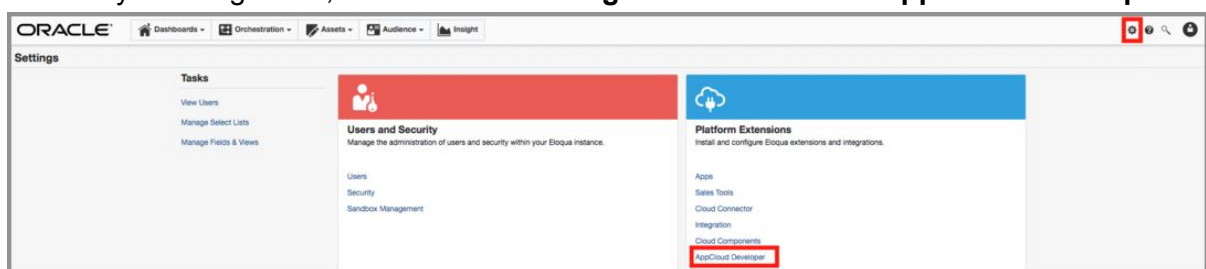 ORACLE Dashboards Orchestration Assets Audience Insight
Settings
Tasks
View Users
Manage Select Lists
Manage Fields & Views
Users and Security
Manage the administration of users and security within your Eloqua instance.
Users
Security
Sandbox Management
Platform Extensions
Install and configure Eloqua extensions and integrations.
Apps
Sales Tools
Cloud Connector
Integration
Cloud Components
AppCloud Developer